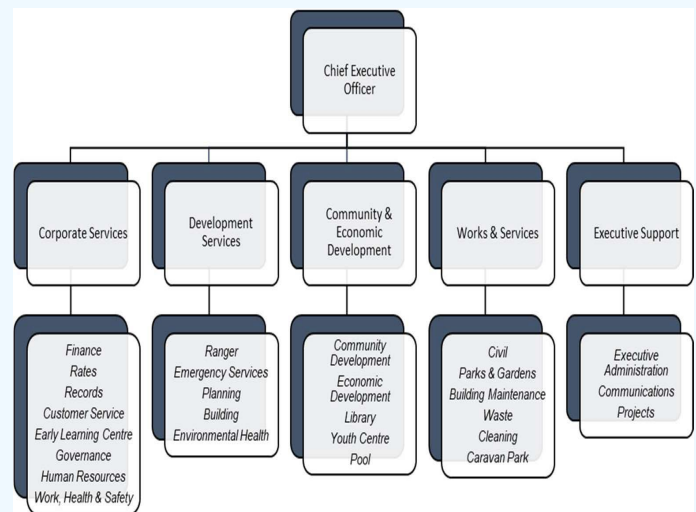 Chief Executive
Officer
Corporate Services
Development
Services
Community &
Economic
Development
Works & Services
Executive Support
Finance
Rates
Records
Customer Service
Early Learning Centre
Governance
Human Resources
Work, Health & Safety
Ranger
Emergency Services
Planning
Building
Environmental Health
Community
Development
Economic
Development
Library
Youth Centre
Pool
Civil
Parks & Gardens
Building Maintenance
Waste
Cleaning
Caravan Park
Executive
Administration
Communications
Projects